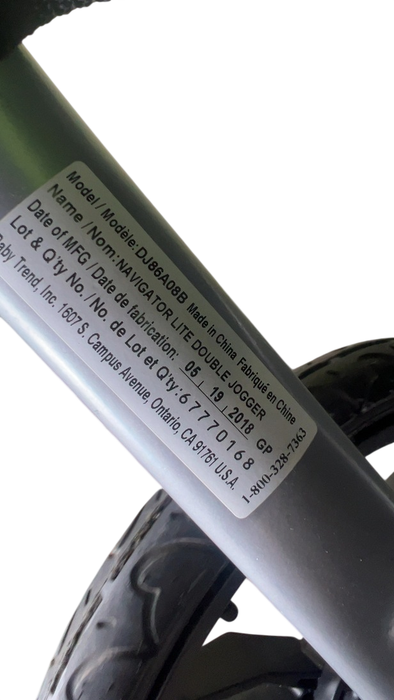 Model / Modèle: DJ86A08B Made in China Fabriqué en Chine
Name / Nom: NAVIGATOR LITE DOUBLE JOGGER
Date of MFG / Date de fabrication: 05 / 19 / 2018 GP
Lot & Q'ty No. / No. de Lot et Q'ty: 67770168
Baby Trend, Inc. 1607 S. Campus Avenue, Ontario, CA 91761 U.S.A.
1-800-328-7363